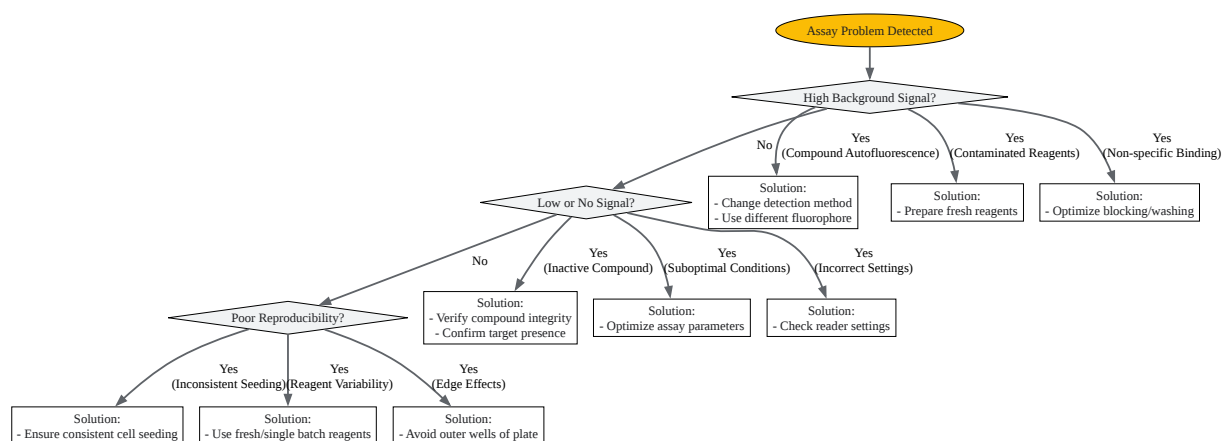 Assay Problem Detected
High Background Signal?
No
Yes
(Compound Autofluorescence)
Yes
(Contaminated Reagents)
Yes
(Non-specific Binding)
Solution:
- Change detection method
- Use different fluorophore
Solution:
- Prepare fresh reagents
Solution:
- Optimize blocking/washing
Low or No Signal?
No
Yes
(Inactive Compound)
Yes
(Suboptimal Conditions)
Yes
(Incorrect Settings)
Solution:
- Verify compound integrity
- Confirm target presence
Solution:
- Optimize assay parameters
Solution:
- Check reader settings
Poor Reproducibility?
Yes
(Inconsistent Seeding)
Yes
(Reagent Variability)
Yes
(Edge Effects)
Solution:
- Ensure consistent cell seeding
Solution:
- Use fresh/single batch reagents
Solution:
- Avoid outer wells of plate